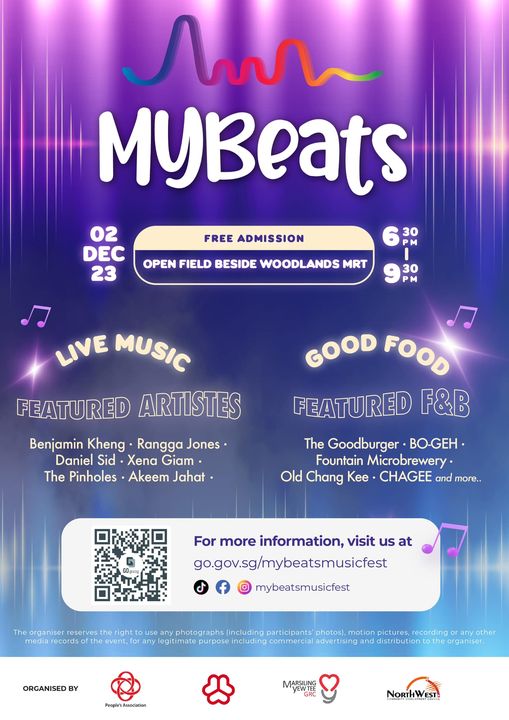 MYBeats
02
DEC
23
FREE ADMISSION
OPEN FIELD BESIDE WOODLANDS MRT
6 30 PM
9 30 PM
LIVE MUSIC
FEATURED ARTISTES
Benjamin Kheng · Rangga Jones ·
Daniel Sid · Xena Giam ·
The Pinholes · Akeem Jahat ·
GOOD FOOD
FEATURED F&B
The Goodburger · BO-GEH ·
Fountain Microbrewery ·
Old Chang Kee · CHAGEE and more..
For more information, visit us at
go.gov.sg/mybeatsmusicfest
mybeatsmusicfest
The organiser reserves the right to use any photographs (including participants' photos), motion pictures, recording or any other
media records of the event, for any legitimate purpose including commercial advertising and distribution to the organiser.
ORGANISED BY
People's Association
MARSILING
YEW TEE
GRC
NORTHWEST